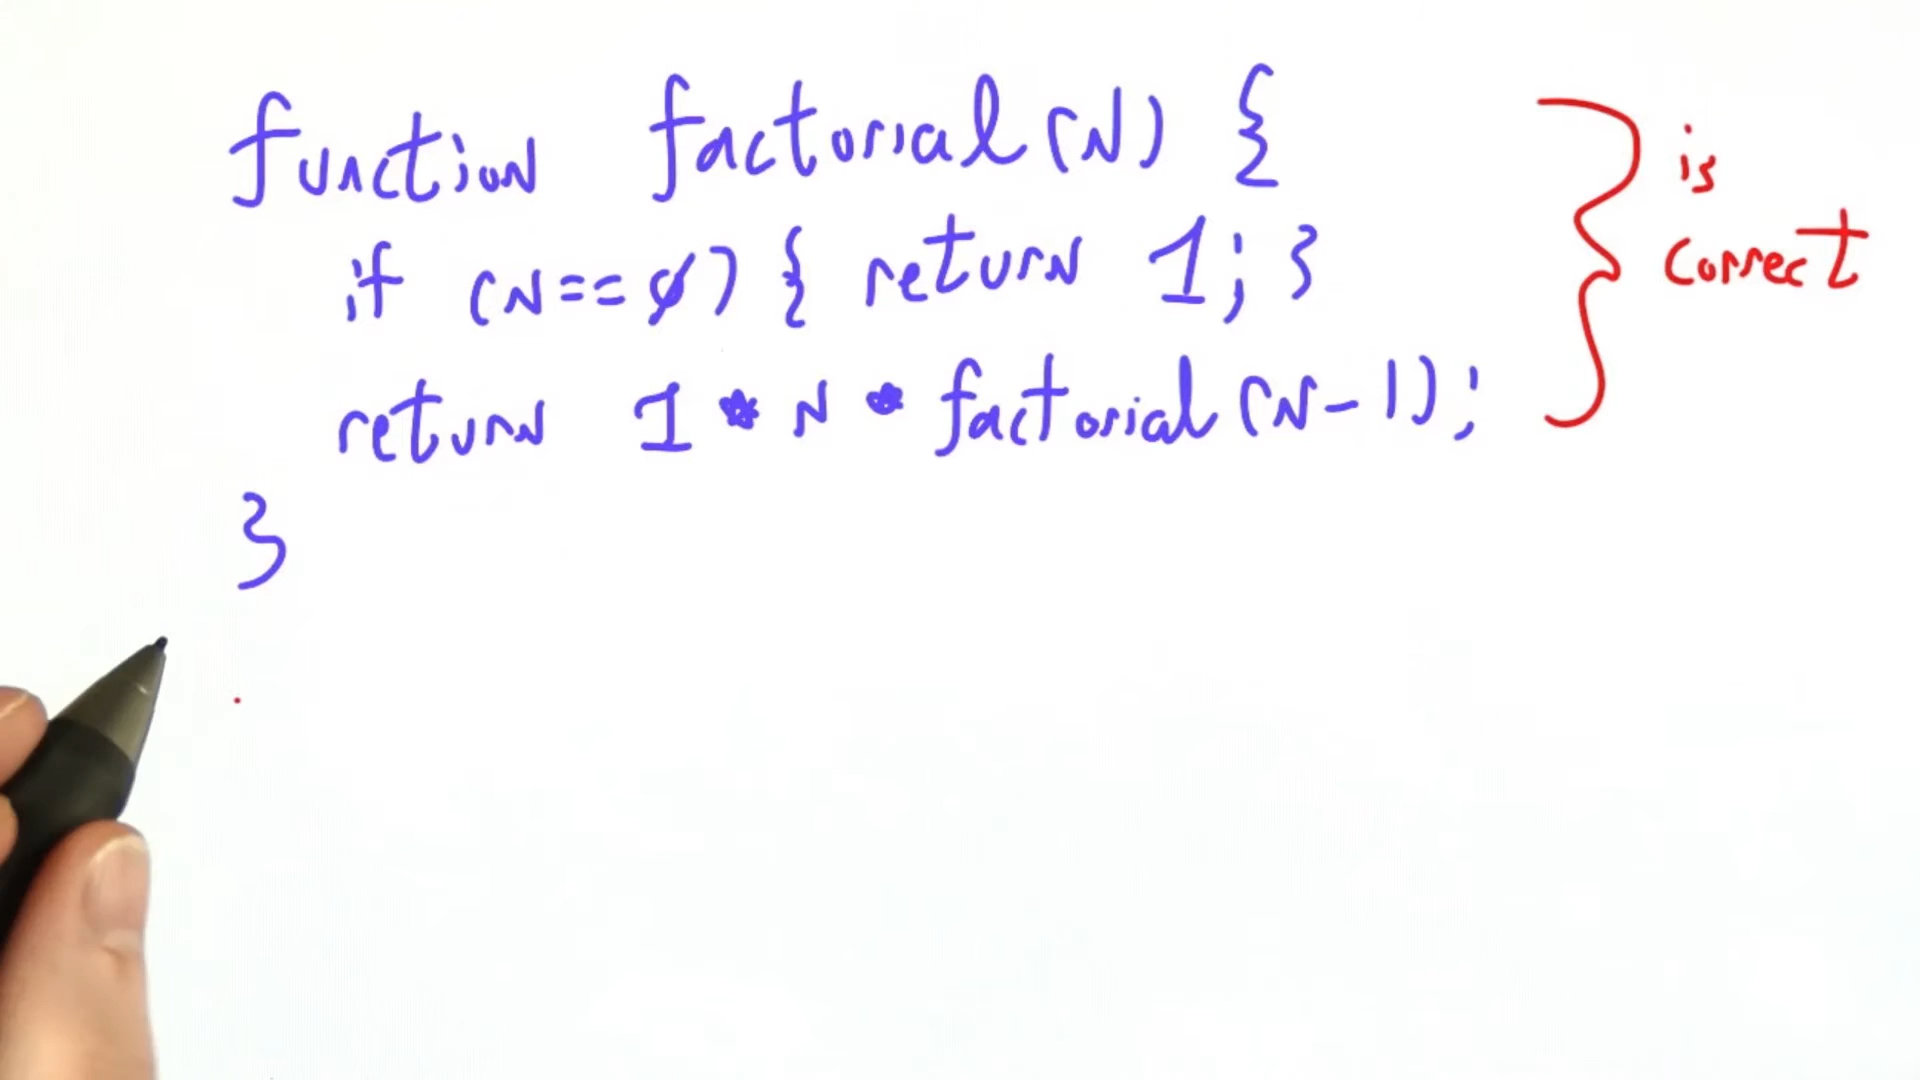 function factorial(N) {
if (N==0) { return 1; }
return 1 * N * factorial(N-1);
}
is
correct